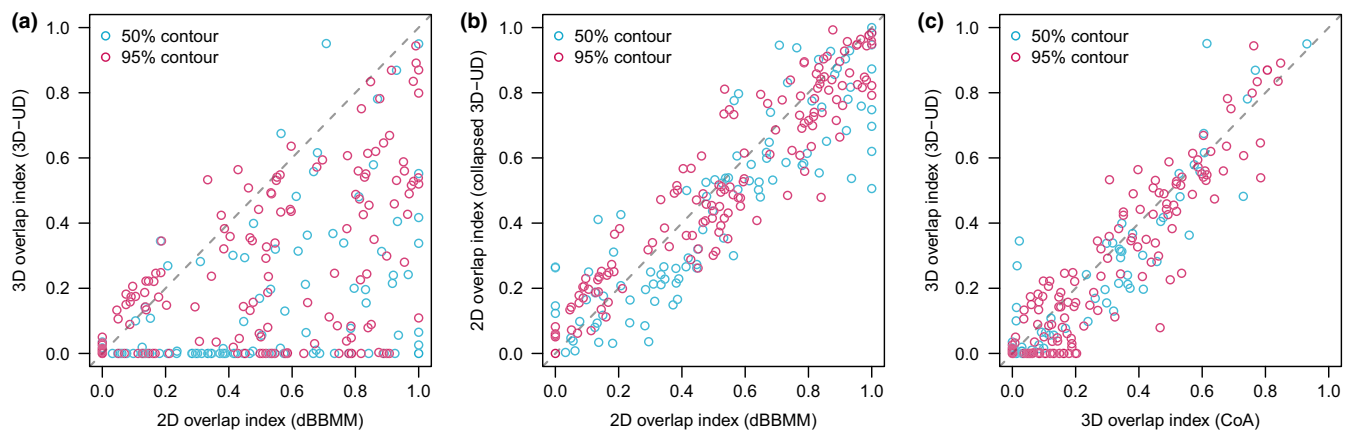 (a)
50% contour
95% contour
1.0
0.8
0.6
0.4
0.2
0.0
3D overlap index (3D−UD)
0.0 0.2 0.4 0.6 0.8 1.0
2D overlap index (dBBMM)
(b)
50% contour
95% contour
1.0
0.8
0.6
0.4
0.2
0.0
2D overlap index (collapsed 3D−UD)
0.0 0.2 0.4 0.6 0.8 1.0
2D overlap index (dBBMM)
(c)
50% contour
95% contour
1.0
0.8
0.6
0.4
0.2
0.0
3D overlap index (3D−UD)
0.0 0.2 0.4 0.6 0.8 1.0
3D overlap index (CoA)